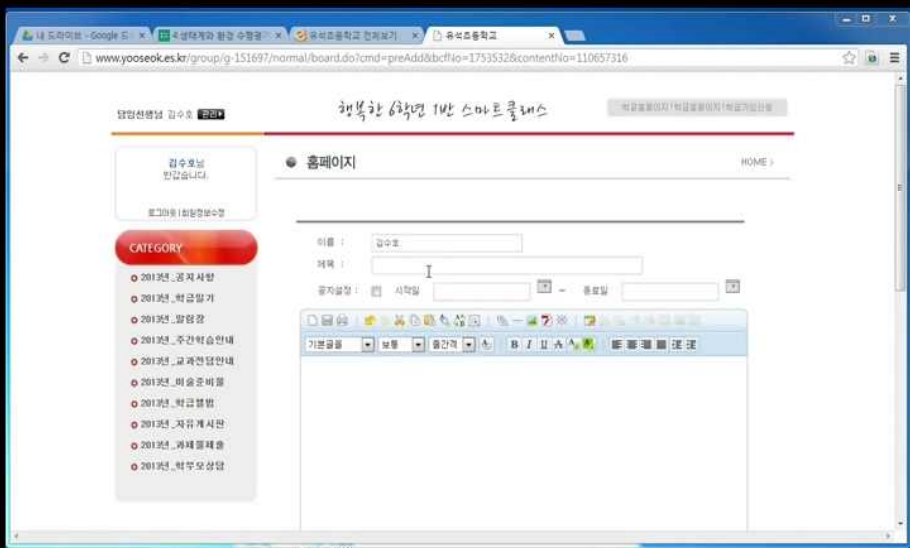 내 드라이브 - Google 드
4.생태계와 환경 수행평
유석초등학교 전체보기
유석초등학교
www.yooseok.es.kr/group/g-151697/normal/board.do?cmd=preAdd&bcfNo=1753532&contentNo=110657316
담임선생님 김수호 관리
행복한 6학년 1반 스마트클래스
김수호님
반갑습니다.
로그아웃 | 회원정보수정
홈페이지
HOME >
CATEGORY
2013년_공지사항
2013년_학급일기
2013년_알림장
2013년_주간학습안내
2013년_교과전담안내
2013년_미술준비물
2013년_학급앨범
2013년_자유게시판
2013년_과제물제출
2013년_학부모상담
이름 : 김수호
제목 :
공지설정 : 시작일 ~ 종료일
기본글꼴 보통 줄간격 B I U A